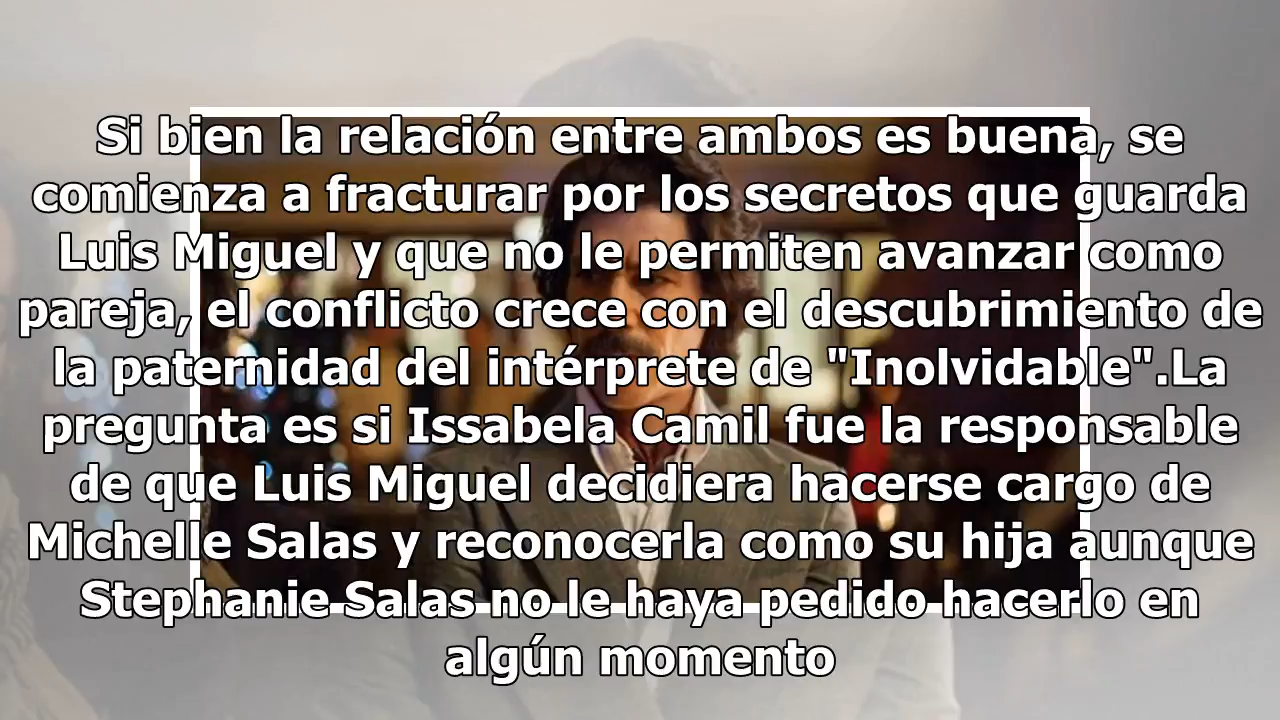 Si bien la relación entre ambos es buena, se
comienza a fracturar por los secretos que guarda
Luis Miguel y que no le permiten avanzar como
pareja, el conflicto crece con el descubrimiento de
la paternidad del intérprete de "Inolvidable".La
pregunta es si Issabela Camil fue la responsable
de que Luis Miguel decidiera hacerse cargo de
Michelle Salas y reconocerla como su hija aunque
Stephanie Salas no le haya pedido hacerlo en
algún momento